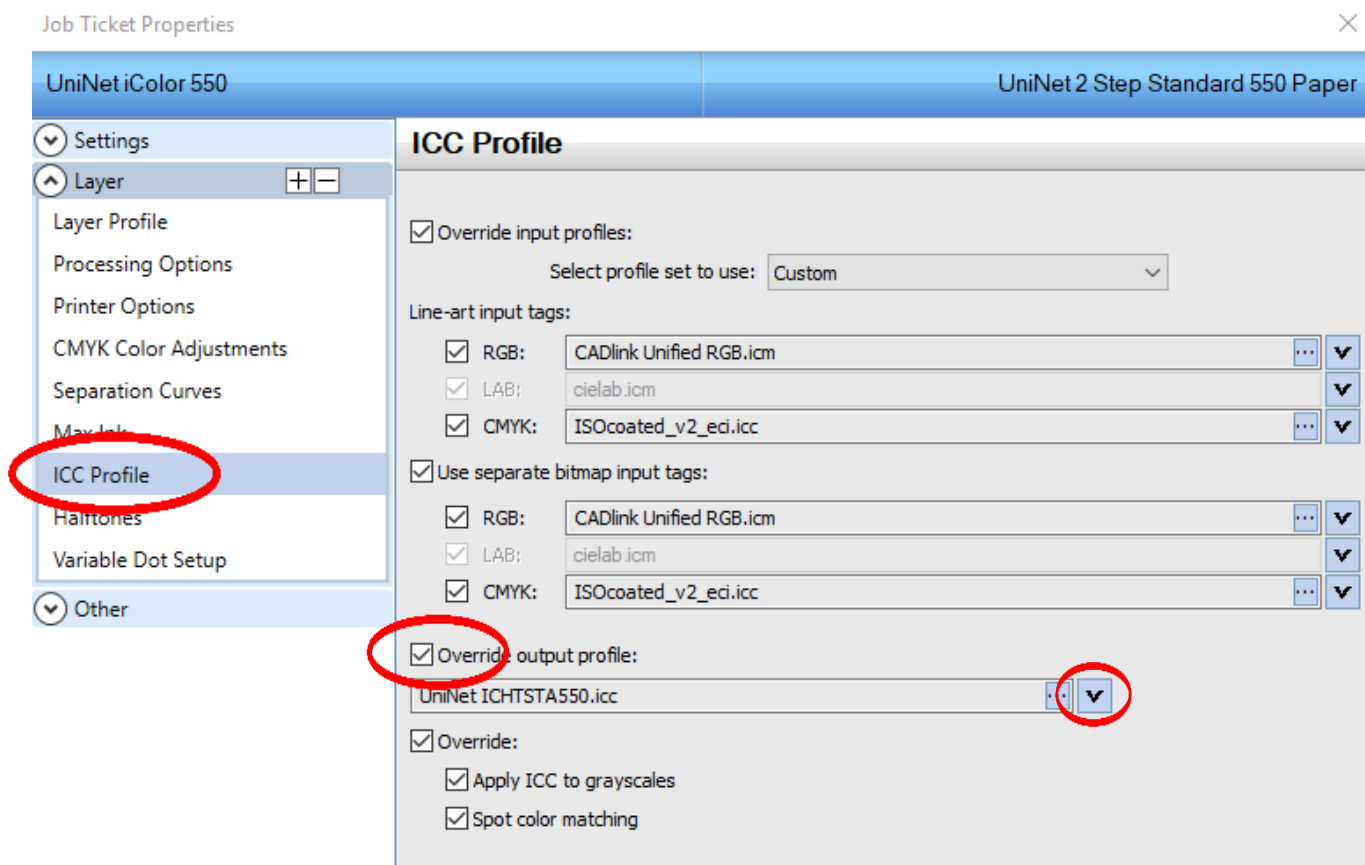 Job Ticket Properties
UniNet iColor 550 UniNet 2 Step Standard 550 Paper
Settings
Layer
Layer Profile
Processing Options
Printer Options
CMYK Color Adjustments
Separation Curves
Max Ink
ICC Profile
Halftones
Variable Dot Setup
Other
ICC Profile
Override input profiles:
Select profile set to use: Custom
Line-art input tags:
RGB: CADlink Unified RGB.icm ...
LAB: cielab.icm
CMYK: ISOcoated_v2_eci.icc ...
Use separate bitmap input tags:
RGB: CADlink Unified RGB.icm ...
LAB: cielab.icm
CMYK: ISOcoated_v2_eci.icc ...
Override output profile:
UniNet ICHTSTA550.icc ...
Override:
Apply ICC to grayscales
Spot color matching